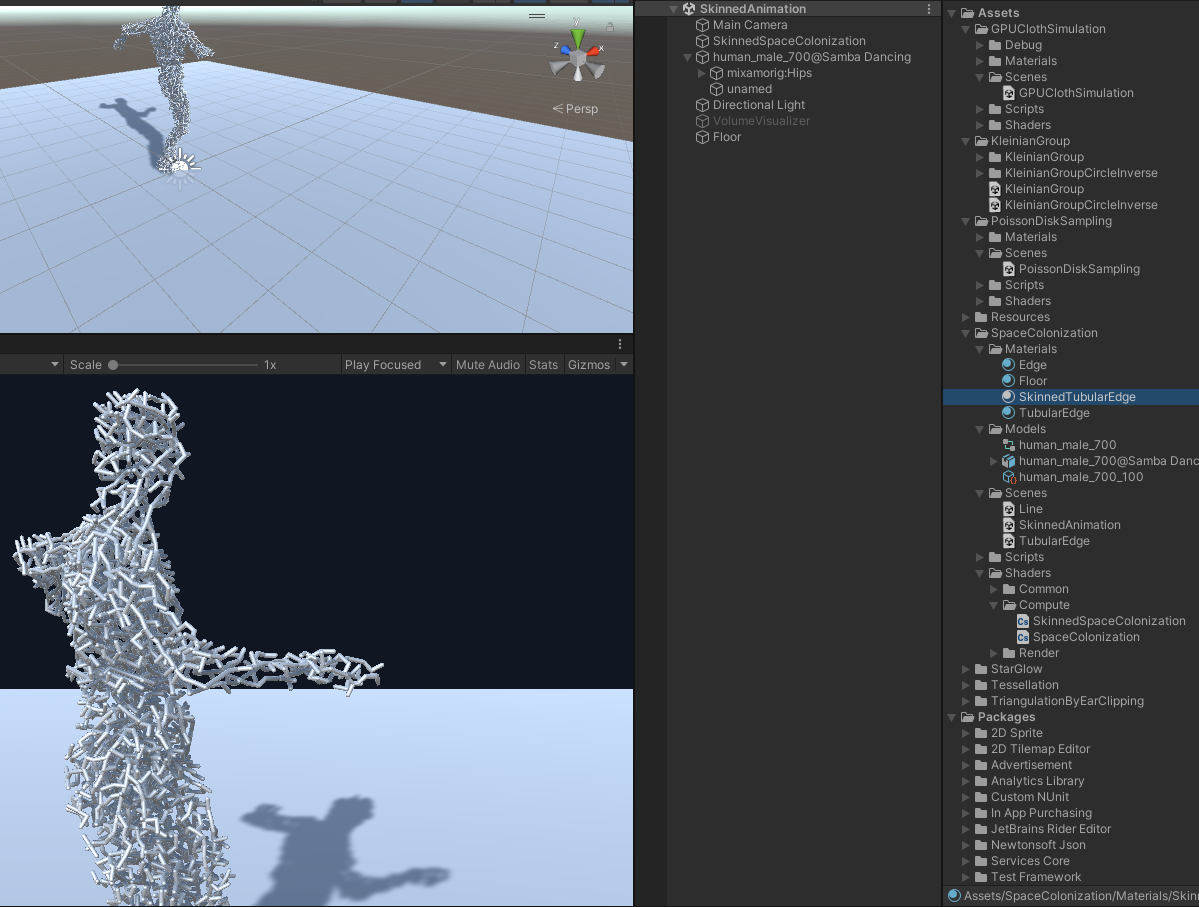 Y
Z
X
< Persp
Scale
1x
Play Focused
Mute Audio
Stats
Gizmos
SkinnedAnimation
Main Camera
SkinnedSpaceColonization
human_male_700@Samba Dancing
mixamorig:Hips
unamed
Directional Light
VolumeVisualizer
Floor
Assets
GPUClothSimulation
Debug
Materials
Scenes
GPUClothSimulation
Scripts
Shaders
KleinianGroup
KleinianGroup
KleinianGroupCircleInverse
KleinianGroup
KleinianGroupCircleInverse
PoissonDiskSampling
Materials
Scenes
PoissonDiskSampling
Scripts
Shaders
Resources
SpaceColonization
Materials
Edge
Floor
SkinnedTubularEdge
TubularEdge
Models
human_male_700
human_male_700@Samba Danc
human_male_700_100
Scenes
Line
SkinnedAnimation
TubularEdge
Scripts
Shaders
Common
Compute
Cs SkinnedSpaceColonization
Cs SpaceColonization
Render
StarGlow
Tessellation
TriangulationByEarClipping
Packages
2D Sprite
2D Tilemap Editor
Advertisement
Analytics Library
Custom NUnit
In App Purchasing
JetBrains Rider Editor
Newtonsoft Json
Services Core
Test Framework
Assets/SpaceColonization/Materials/Skin